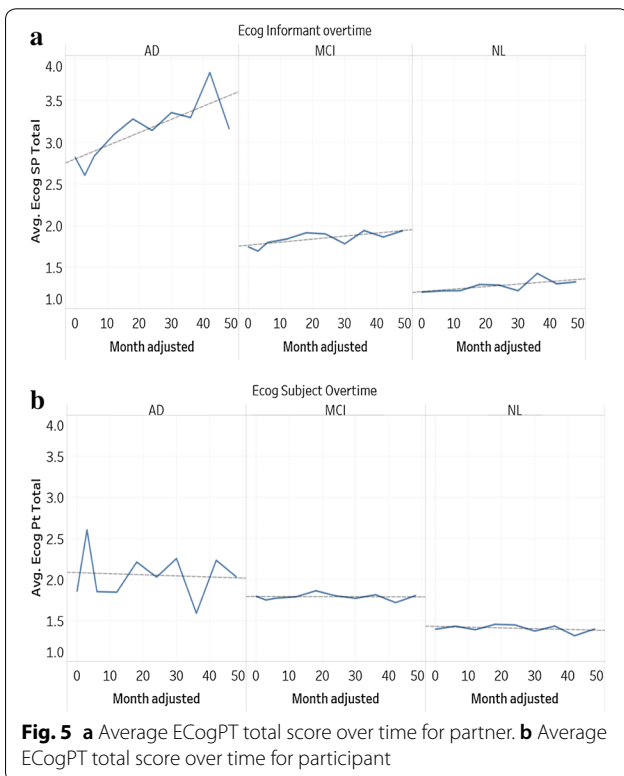 a
Ecog Informant overtime
AD MCI NL
Avg. Ecog SP Total
4.0
3.5
3.0
2.5
2.0
1.5
1.0
0 10 20 30 40 50 0 10 20 30 40 50 0 10 20 30 40 50
Month adjusted Month adjusted Month adjusted
b
Ecog Subject Overtime
AD MCI NL
Avg. Ecog Pt Total
4.0
3.5
3.0
2.5
2.0
1.5
1.0
0 10 20 30 40 50 0 10 20 30 40 50 0 10 20 30 40 50
Month adjusted Month adjusted Month adjusted
Fig. 5 a Average ECogPT total score over time for partner. b Average
ECogPT total score over time for participant